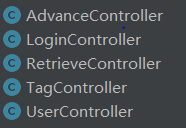 C AdvanceController
C LoginController
C RetrieveController
C TagController
C UserController